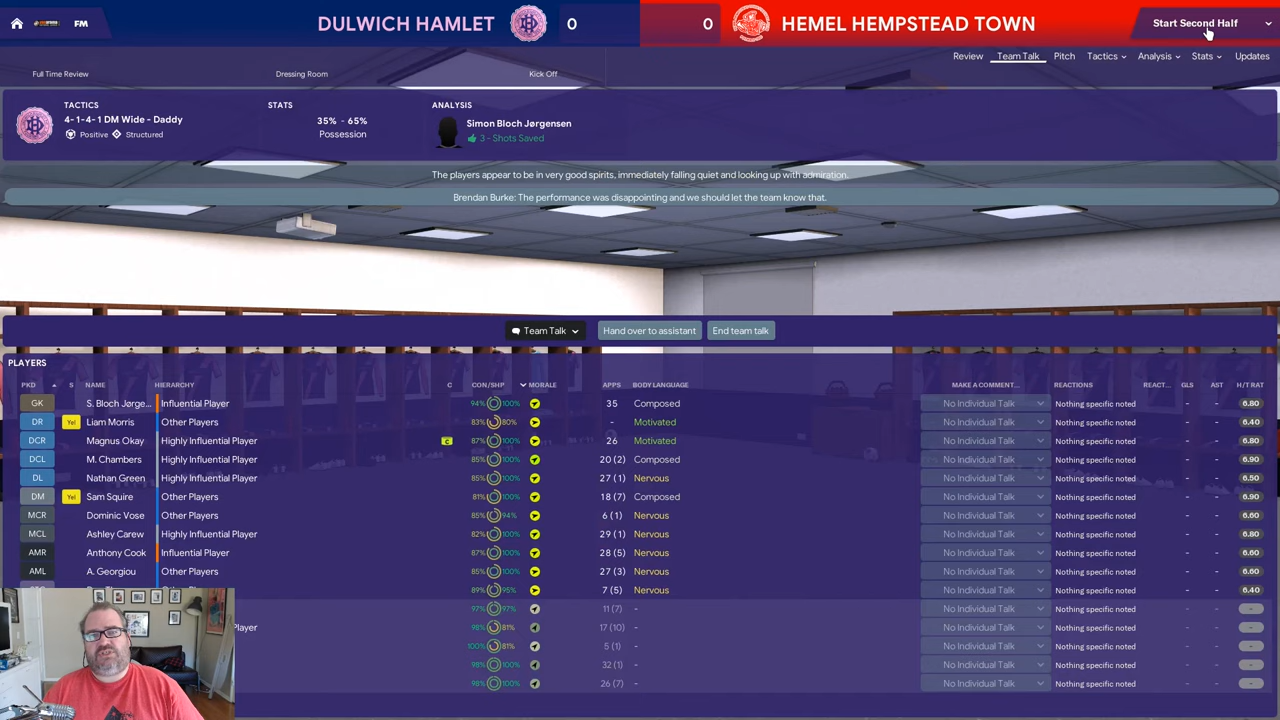 FM DULWICH HAMLET 0 0 HEMEL HEMPSTEAD TOWN Start Second Half
Review Team Talk Pitch Tactics Analysis Stats Updates
Full Time Review Dressing Room Kick Off
TACTICS STATS ANALYSIS
4-1-4-1 DM Wide - Daddy 35% - 65% Simon Bloch Jørgensen
Positive Structured Possession 3 - Shots Saved
The players appear to be in very good spirits, immediately falling quiet and looking up with admiration.
Brendan Burke: The performance was disappointing and we should let the team know that.
Team Talk Hand over to assistant End team talk
PLAYERS
PKD S NAME HIERARCHY C CON/SHP MORALE APPS BODY LANGUAGE MAKE A COMMENT... REACTIONS REACT... GLS AST H/T RAT
GK S. Bloch Jørge... Influential Player 94% 100% 35 Composed No Individual Talk Nothing specific noted - - 6.80
DR Yel Liam Morris Other Players 83% 80% - Motivated No Individual Talk Nothing specific noted - - 6.40
DCR Magnus Okay Highly Influential Player C 87% 100% 26 Motivated No Individual Talk Nothing specific noted - - 6.80
DCL M. Chambers Highly Influential Player 85% 100% 20 (2) Composed No Individual Talk Nothing specific noted - - 6.90
DL Nathan Green Highly Influential Player 85% 100% 27 (1) Nervous No Individual Talk Nothing specific noted - - 6.50
DM Yel Sam Squire Other Players 81% 100% 18 (7) Composed No Individual Talk Nothing specific noted - - 6.90
MCR Dominic Vose Other Players 85% 94% 6 (1) Nervous No Individual Talk Nothing specific noted - - 6.60
MCL Ashley Carew Highly Influential Player 82% 100% 29 (1) Nervous No Individual Talk Nothing specific noted - - 6.80
AMR Anthony Cook Influential Player 87% 100% 28 (5) Nervous No Individual Talk Nothing specific noted - - 6.60
AML A. Georgiou Other Players 85% 100% 27 (3) Nervous No Individual Talk Nothing specific noted - - 6.60
89% 95% 7 (5) Nervous No Individual Talk Nothing specific noted - - 6.40
97% 97% 11 (7) - No Individual Talk Nothing specific noted - - -
Player 98% 81% 17 (10) - No Individual Talk Nothing specific noted - - -
100% 81% 5 (1) - No Individual Talk Nothing specific noted - - -
98% 100% 32 (1) - No Individual Talk Nothing specific noted - - -
98% 100% 26 (7) - No Individual Talk Nothing specific noted - - -